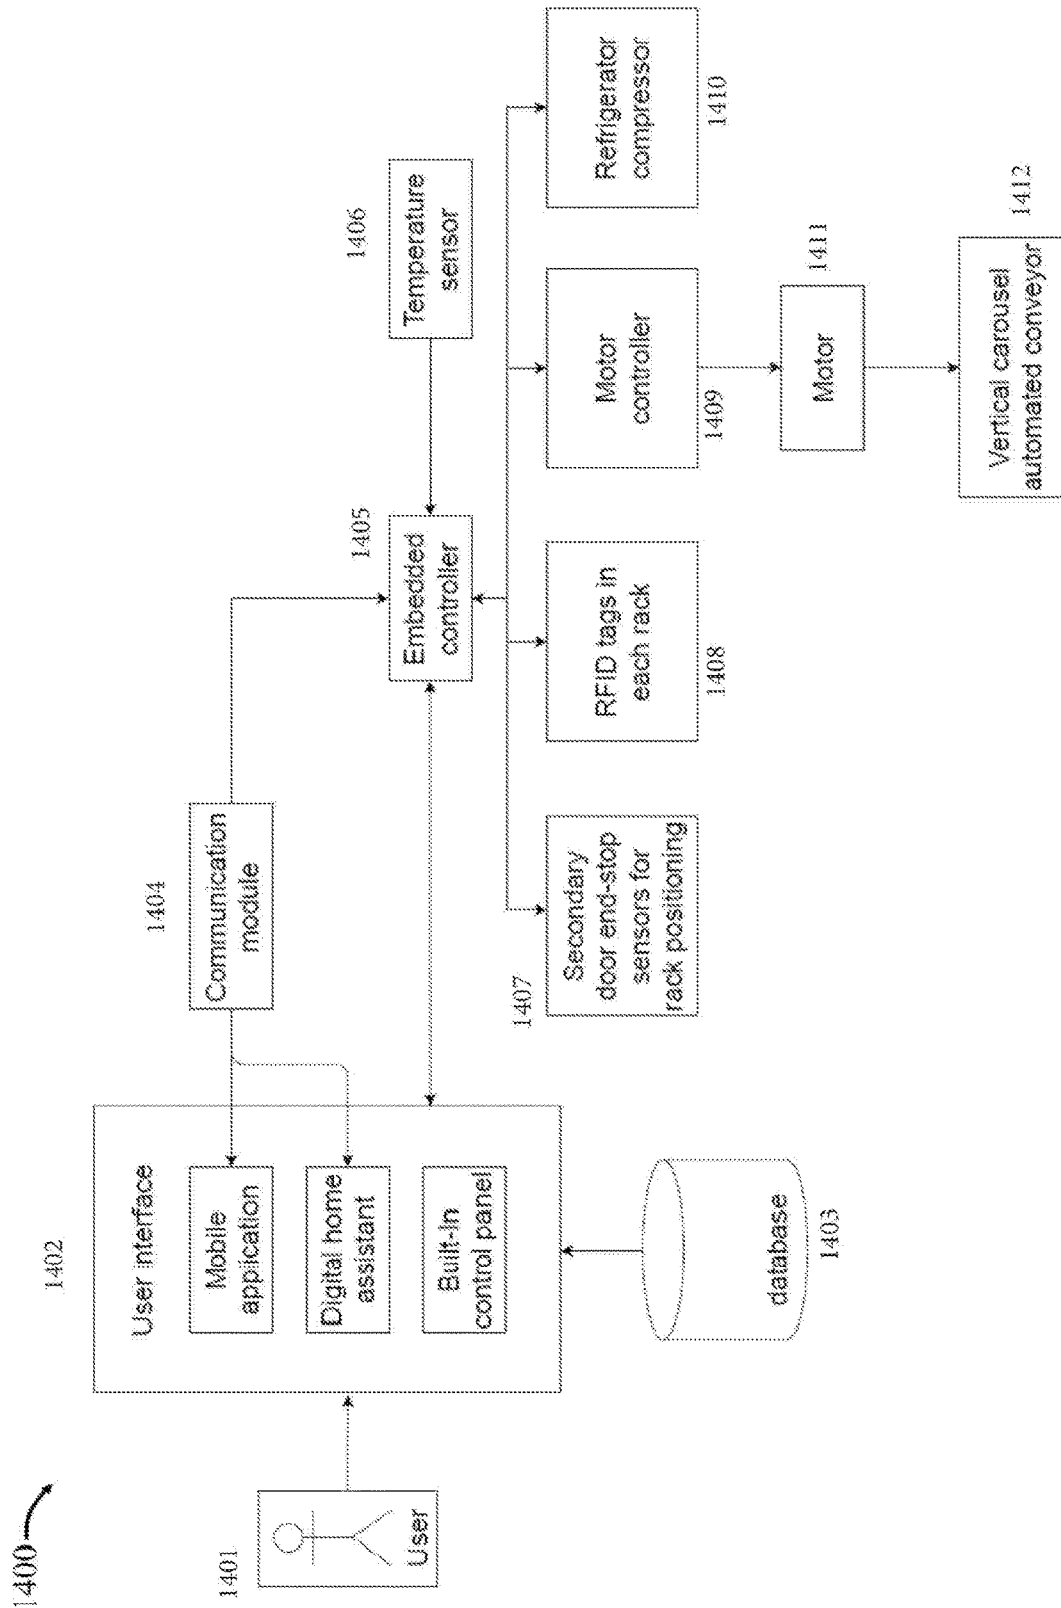 1400
1401
User
1402
User interface
Mobile
appication
Digital home
assistant
Built-In
control panel
database
1403
1404
Communication
module
1405
Embedded
controller
1406
Temperature
sensor
1407
Secondary
door end-stop
sensors for
rack positioning
RFID tags in
each rack
1408
Motor
controller
1409
Refrigerator
compressor
1410
1411
Motor
1412
Vertical carousel
automated conveyor